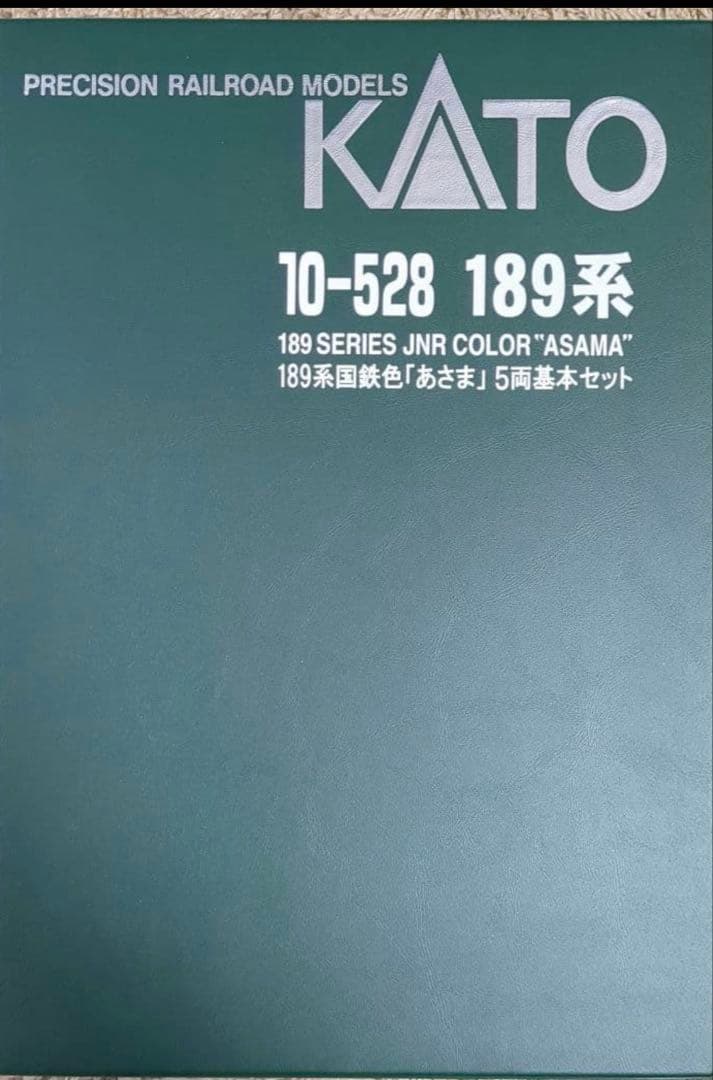 PRECISION RAILROAD MODELS
KATO
10-528 189系
189 SERIES JNR COLOR "ASAMA"
189系国鉄色「あさま」5両基本セット